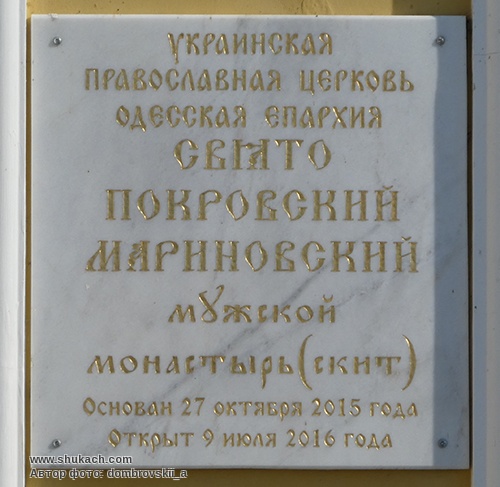 УКРАИНСКАЯ
ПРАВОСЛАВНАЯ ЦЕРКОВЬ
ОДЕССКАЯ ЕПАРХИЯ
СВЯТО
ПОКРОВСКИЙ
МАРИНОВСКИЙ
МУЖСКОЙ
МОНАСТЫРЬ(СКИТ)
Основан 27 октября 2015 года
Открыт 9 июля 2016 года
www.shukach.com
Автор фото: dombrovskii_a